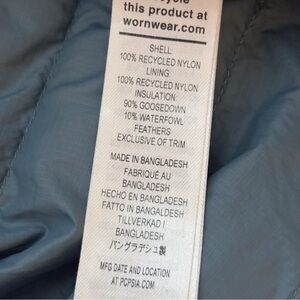 this product at
wornwear.com
SHELL:
100% RECYCLED NYLON
LINING:
100% RECYCLED NYLON
INSULATION:
90% GOOSEDOWN
10% WATERFOWL
FEATHERS
EXCLUSIVE OF TRIM
MADE IN BANGLADESH
FABRIQUÉ AU
BANGLADESH
HECHO EN BANGLADESH
FATTO IN BANGLADESH
TILLVERKAD I
BANGLADESH
バングラデシュ製
MFG DATE AND LOCATION
AT PCPSIA.COM